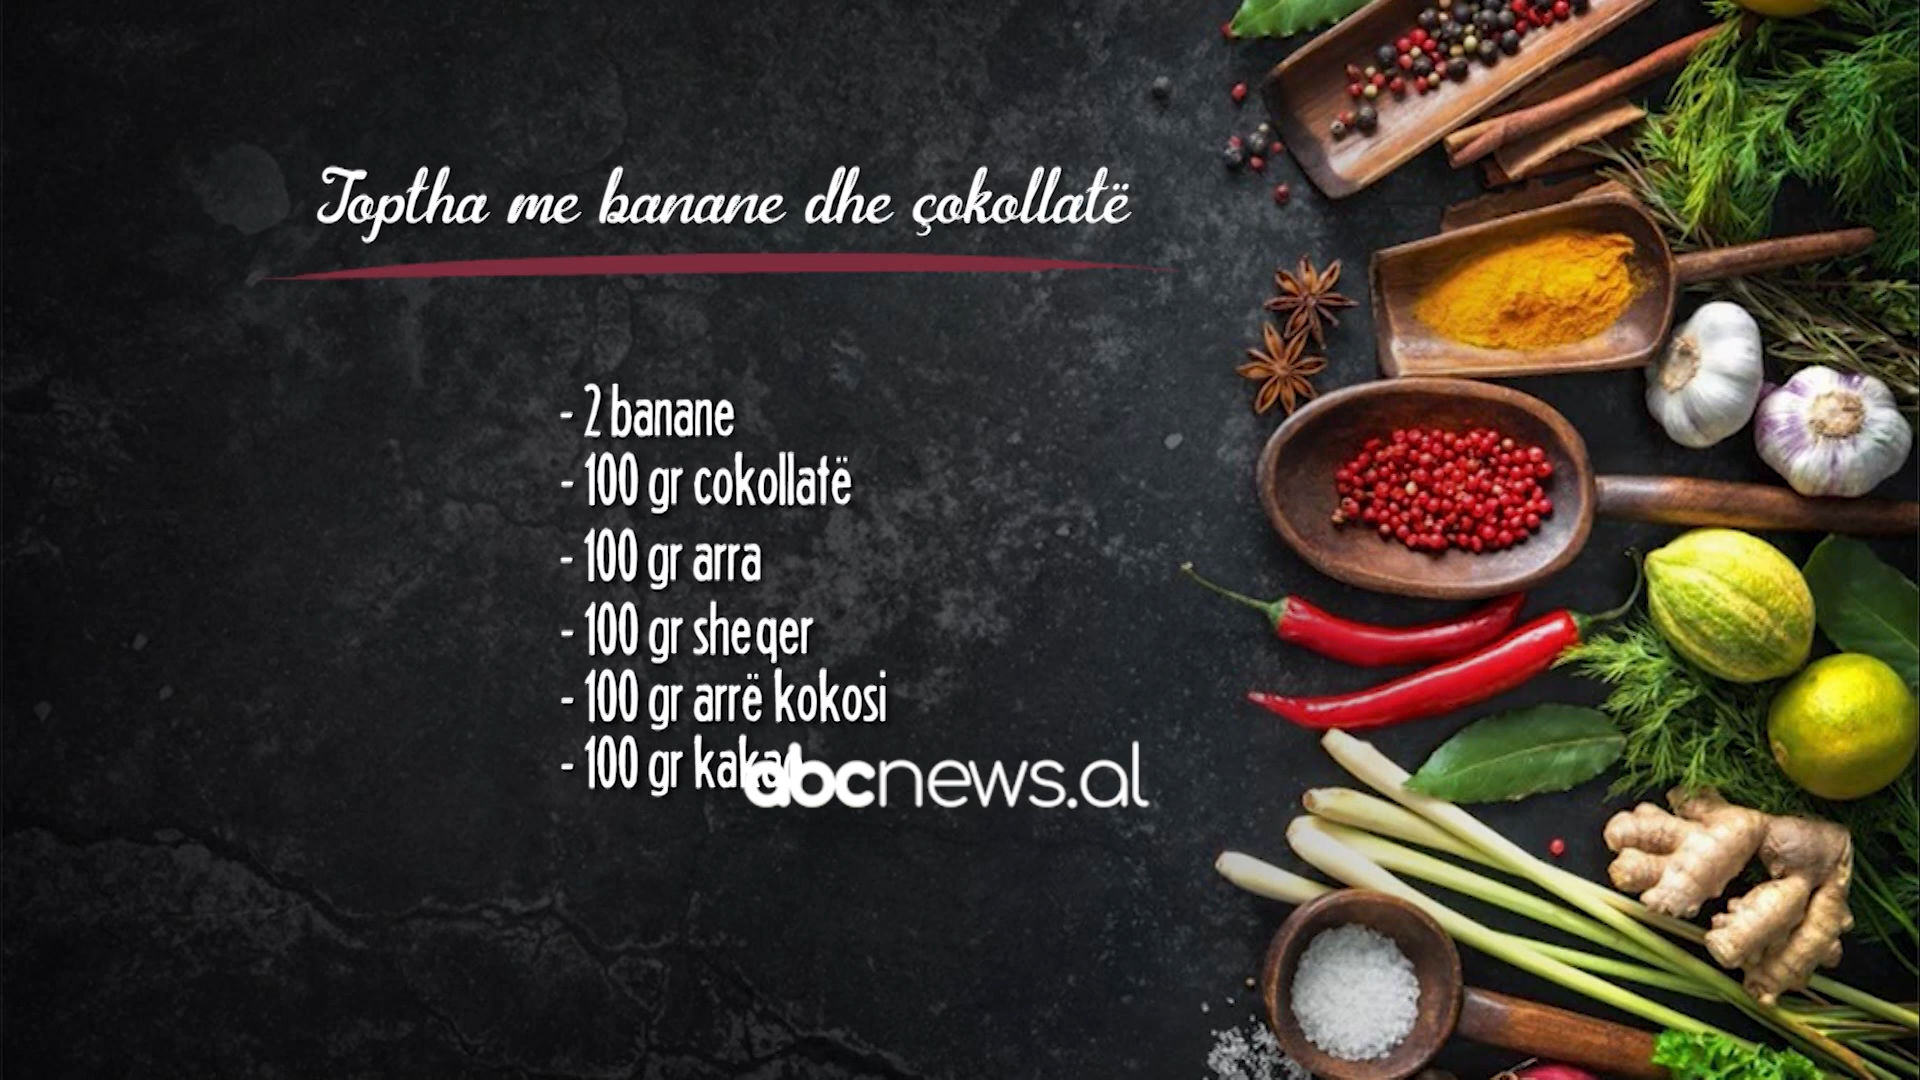 Toptha me banane dhe çokollatë
- 2 banane
- 100 gr cokollatë
- 100 gr arra
- 100 gr sheqer
- 100 gr arrë kokosi
- 100 gr
abcnews.al